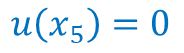 u(x₅) = 0